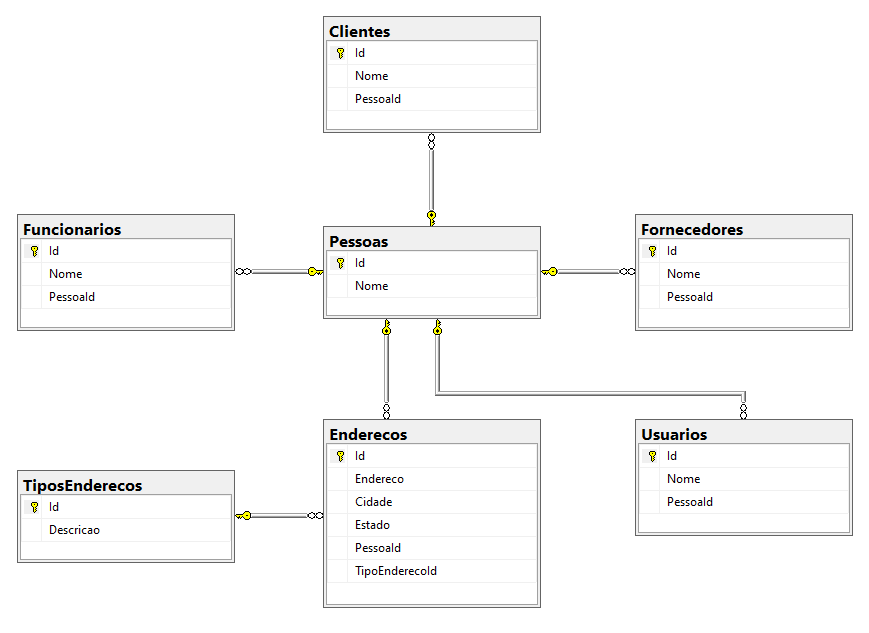 Clientes
Id
Nome
PessoaId
Funcionarios
Id
Nome
PessoaId
Pessoas
Id
Nome
Fornecedores
Id
Nome
PessoaId
TiposEnderecos
Id
Descricao
Enderecos
Id
Endereco
Cidade
Estado
PessoaId
TipoEnderecoId
Usuarios
Id
Nome
PessoaId